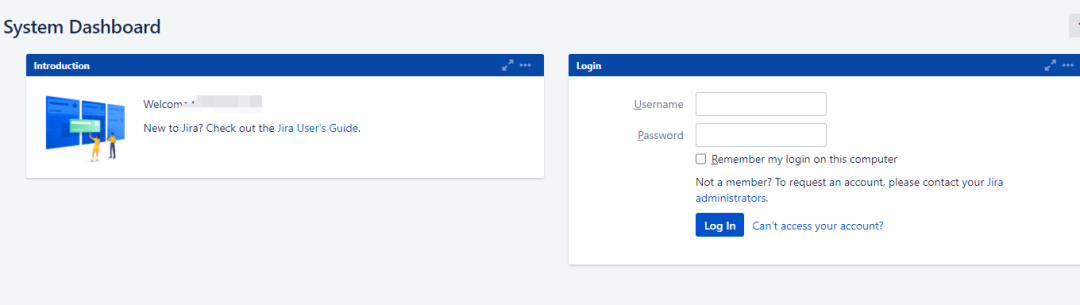 System Dashboard
Introduction
Welcome
New to Jira? Check out the Jira User's Guide.
Login
Username
Password
Remember my login on this computer
Not a member? To request an account, please contact your Jira
administrators.
Log In Can't access your account?